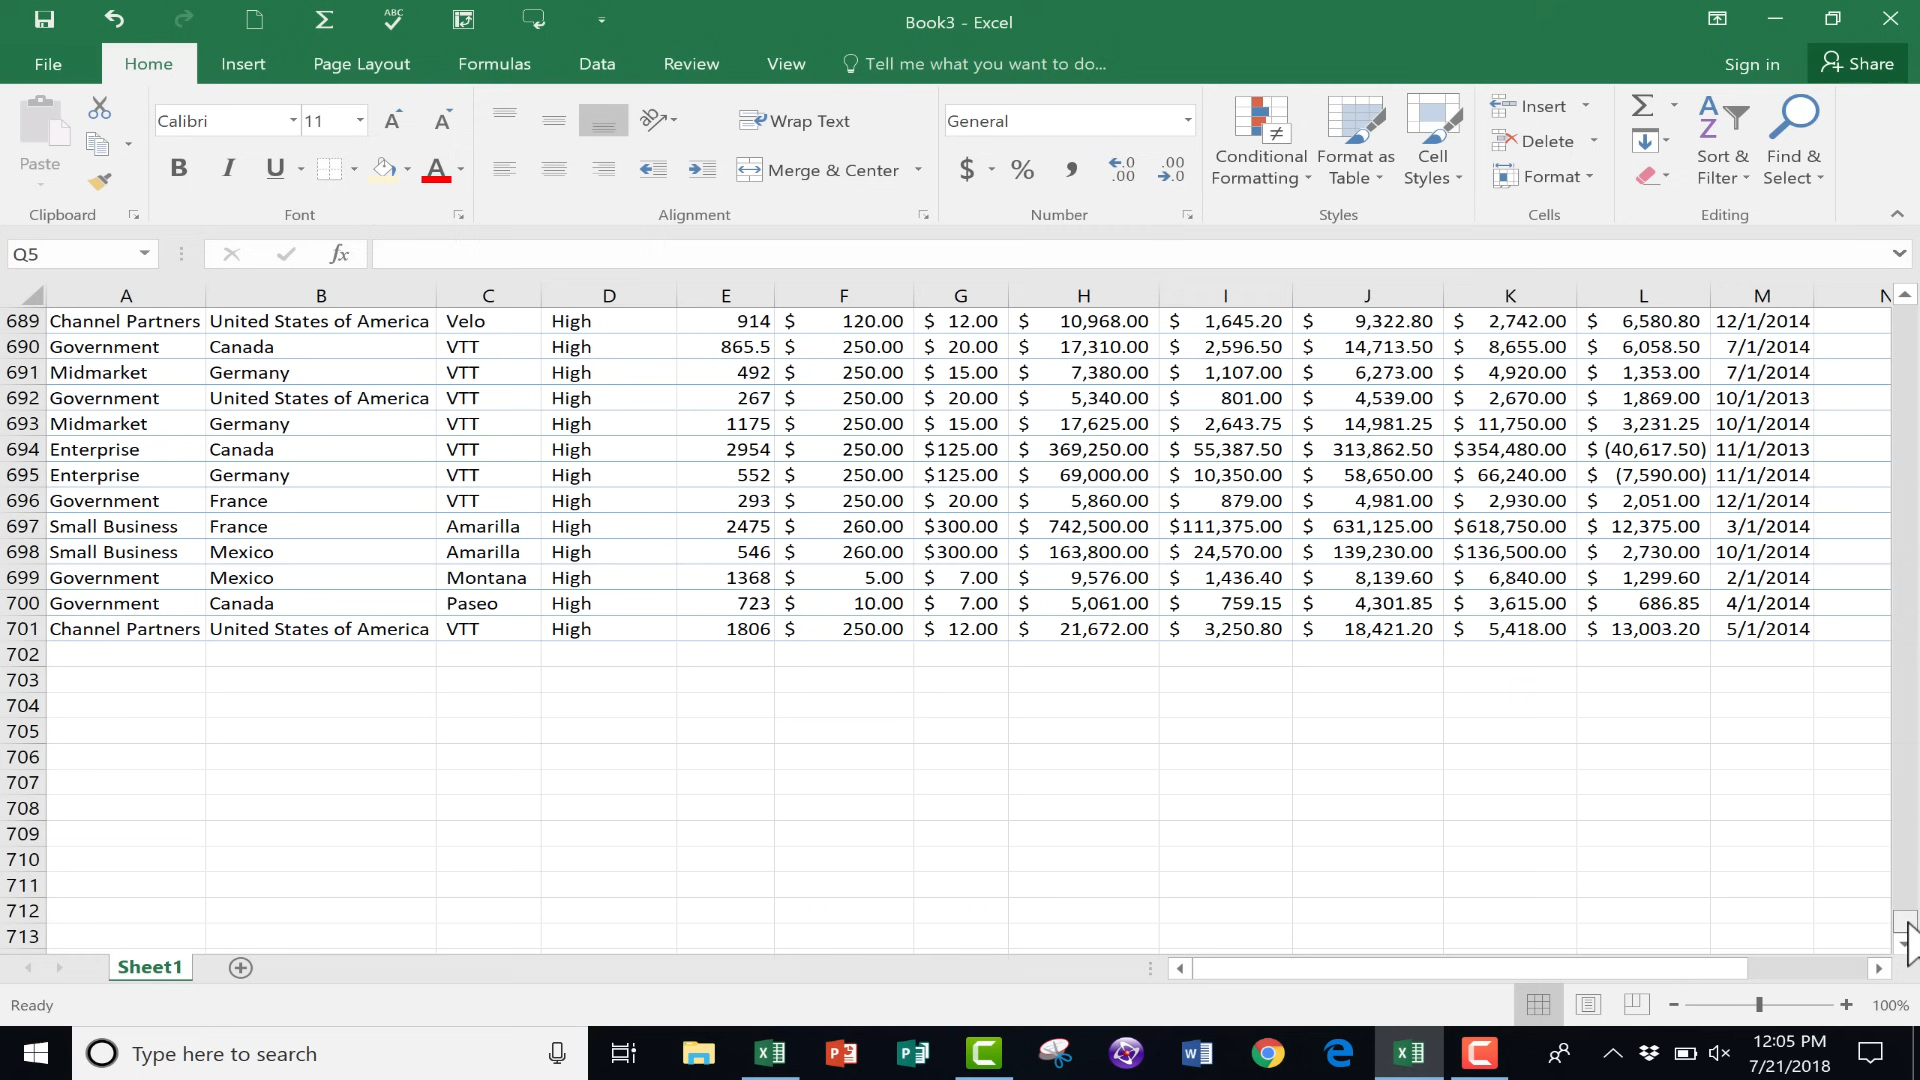 ABC
Book3 - Excel
File Home Insert Page Layout Formulas Data Review View Tell me what you want to do... Sign in Share
Paste
Clipboard
Calibri 11
Font
Wrap Text
Merge & Center
Alignment
General
Number
Conditional Formatting
Format as Table
Cell Styles
Styles
Insert
Delete
Format
Cells
Sort & Filter
Find & Select
Editing
Q5 fx
A B C D E F G H I J K L M N
689 Channel Partners United States of America Velo High 914 $ 120.00 $ 12.00 $ 10,968.00 $ 1,645.20 $ 9,322.80 $ 2,742.00 $ 6,580.80 12/1/2014
690 Government Canada VTT High 865.5 $ 250.00 $ 20.00 $ 17,310.00 $ 2,596.50 $ 14,713.50 $ 8,655.00 $ 6,058.50 7/1/2014
691 Midmarket Germany VTT High 492 $ 250.00 $ 15.00 $ 7,380.00 $ 1,107.00 $ 6,273.00 $ 4,920.00 $ 1,353.00 7/1/2014
692 Government United States of America VTT High 267 $ 250.00 $ 20.00 $ 5,340.00 $ 801.00 $ 4,539.00 $ 2,670.00 $ 1,869.00 10/1/2013
693 Midmarket Germany VTT High 1175 $ 250.00 $ 15.00 $ 17,625.00 $ 2,643.75 $ 14,981.25 $ 11,750.00 $ 3,231.25 10/1/2014
694 Enterprise Canada VTT High 2954 $ 250.00 $125.00 $ 369,250.00 $ 55,387.50 $ 313,862.50 $354,480.00 $ (40,617.50) 11/1/2013
695 Enterprise Germany VTT High 552 $ 250.00 $125.00 $ 69,000.00 $ 10,350.00 $ 58,650.00 $ 66,240.00 $ (7,590.00) 11/1/2014
696 Government France VTT High 293 $ 250.00 $ 20.00 $ 5,860.00 $ 879.00 $ 4,981.00 $ 2,930.00 $ 2,051.00 12/1/2014
697 Small Business France Amarilla High 2475 $ 260.00 $300.00 $ 742,500.00 $111,375.00 $ 631,125.00 $618,750.00 $ 12,375.00 3/1/2014
698 Small Business Mexico Amarilla High 546 $ 260.00 $300.00 $ 163,800.00 $ 24,570.00 $ 139,230.00 $136,500.00 $ 2,730.00 10/1/2014
699 Government Mexico Montana High 1368 $ 5.00 $ 7.00 $ 9,576.00 $ 1,436.40 $ 8,139.60 $ 6,840.00 $ 1,299.60 2/1/2014
700 Government Canada Paseo High 723 $ 10.00 $ 7.00 $ 5,061.00 $ 759.15 $ 4,301.85 $ 3,615.00 $ 686.85 4/1/2014
701 Channel Partners United States of America VTT High 1806 $ 250.00 $ 12.00 $ 21,672.00 $ 3,250.80 $ 18,421.20 $ 5,418.00 $ 13,003.20 5/1/2014
702
703
704
705
706
707
708
709
710
711
712
713
Sheet1
Ready 100%
Type here to search
12:05 PM
7/21/2018